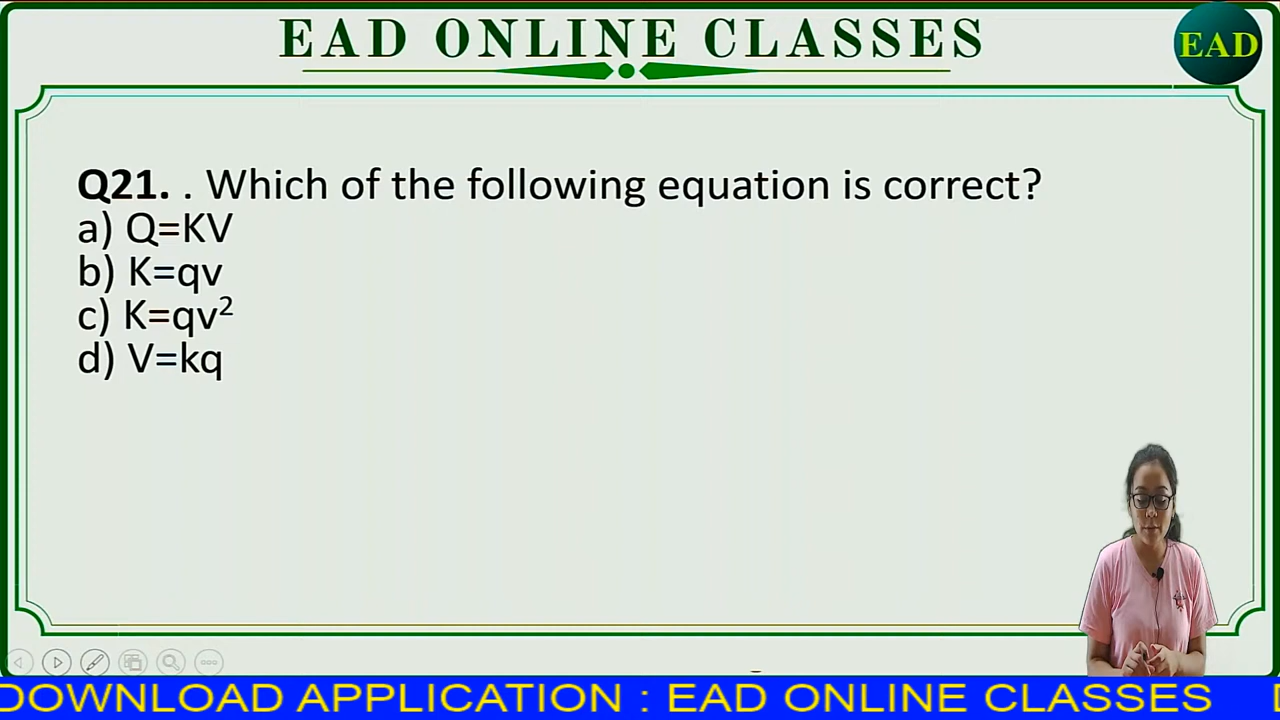 EAD ONLINE CLASSES
EAD
Q21. . Which of the following equation is correct?
a) Q=KV
b) K=qv
c) K=qv²
d) V=kq
DOWNLOAD APPLICATION : EAD ONLINE CLASSES